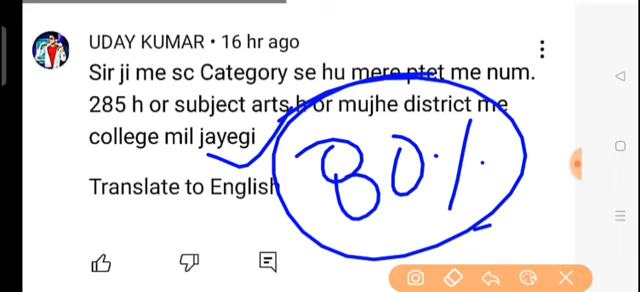 UDAY KUMAR • 16 hr ago
Sir ji me sc Category se hu mere ptet me num.
285 h or subject arts h or mujhe district me
college mil jayegi
80%
Translate to English